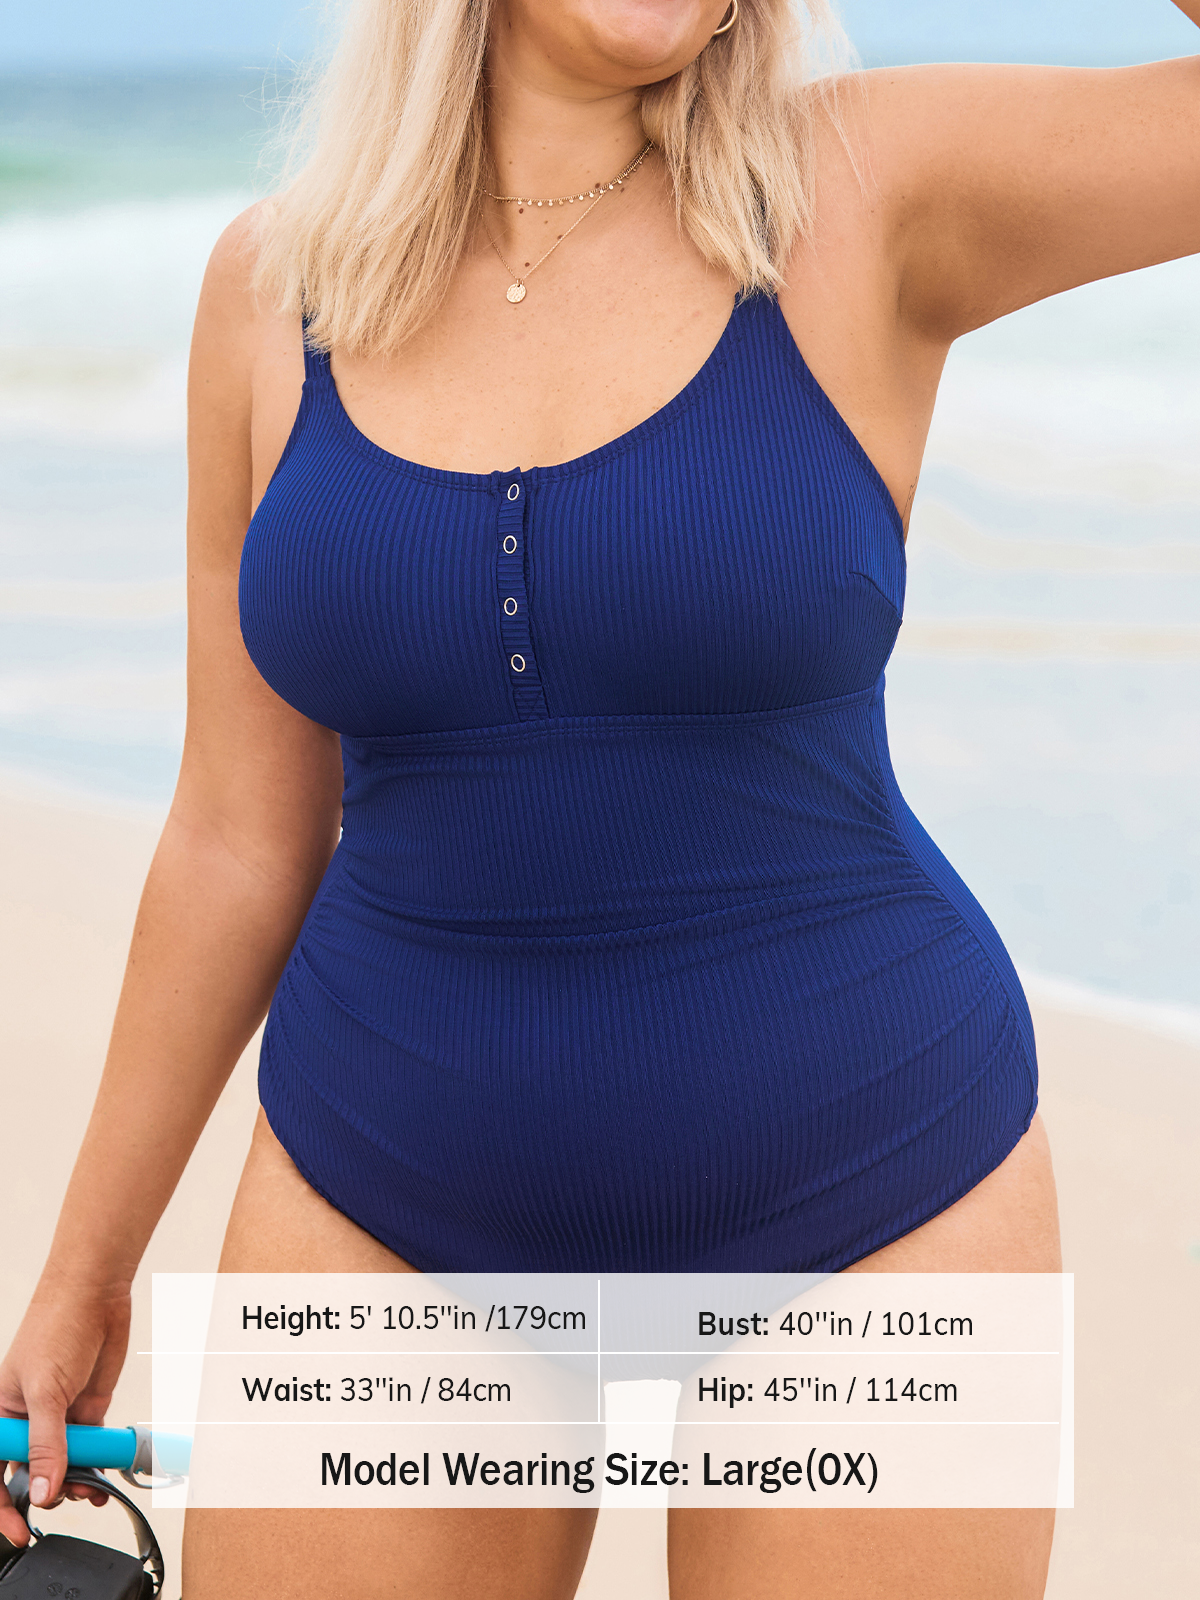 Height: 5' 10.5"in /179cm
Bust: 40''in / 101cm
Waist: 33"in / 84cm
Hip: 45''in / 114cm
Model Wearing Size: Large(0X)